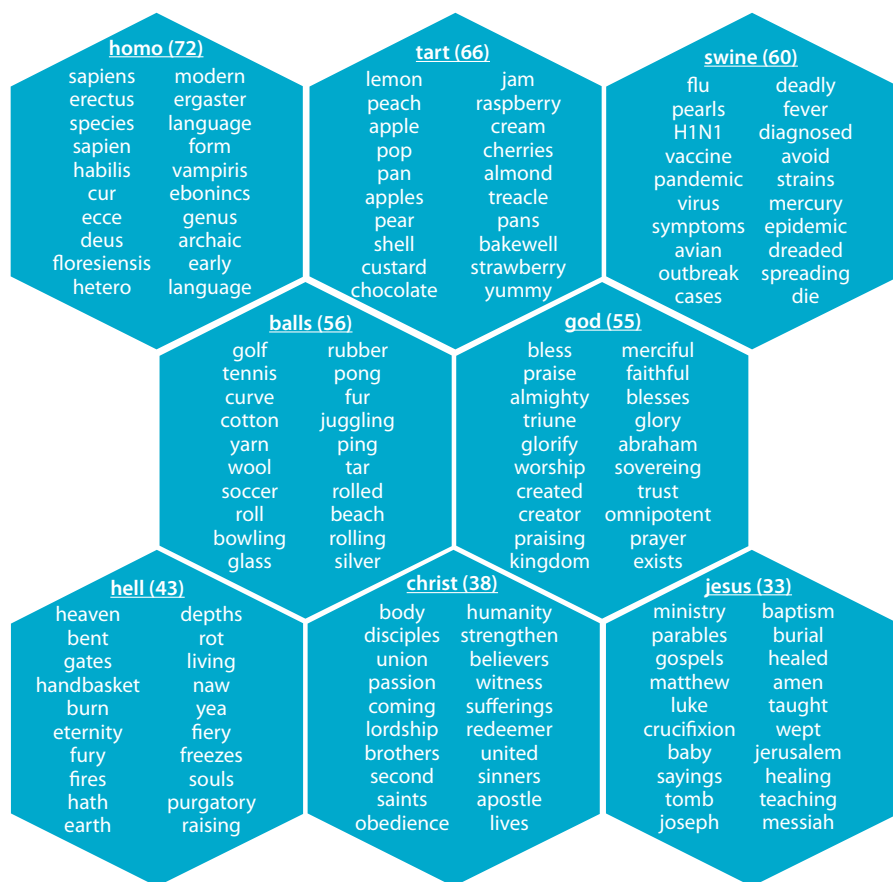 homo (72)
sapiens modern
erectus ergaster
species language
sapien form
habilis vampiris
cur ebonincs
ecce genus
deus archaic
floresiensis early
hetero language
tart (66)
lemon jam
peach raspberry
apple cream
pop cherries
pan almond
apples treacle
pear pans
shell bakewell
custard strawberry
chocolate yummy
swine (60)
flu deadly
pearls fever
H1N1 diagnosed
vaccine avoid
pandemic strains
virus mercury
symptoms epidemic
avian dreaded
outbreak spreading
cases die
balls (56)
golf rubber
tennis pong
curve fur
cotton juggling
yarn ping
wool tar
soccer rolled
roll beach
bowling rolling
glass silver
god (55)
bless merciful
praise faithful
almighty blesses
triune glory
glorify abraham
worship sovereing
created trust
creator omnipotent
praising prayer
kingdom exists
hell (43)
heaven depths
bent rot
gates living
handbasket naw
burn yea
eternity fiery
fury freezes
fires souls
hath purgatory
earth raising
christ (38)
body humanity
disciples strengthen
union believers
passion witness
coming sufferings
lordship redeemer
brothers united
second sinners
saints apostle
obedience lives
jesus (33)
ministry baptism
parables burial
gospels healed
matthew amen
luke taught
crucifixion wept
baby jerusalem
sayings healing
tomb teaching
joseph messiah